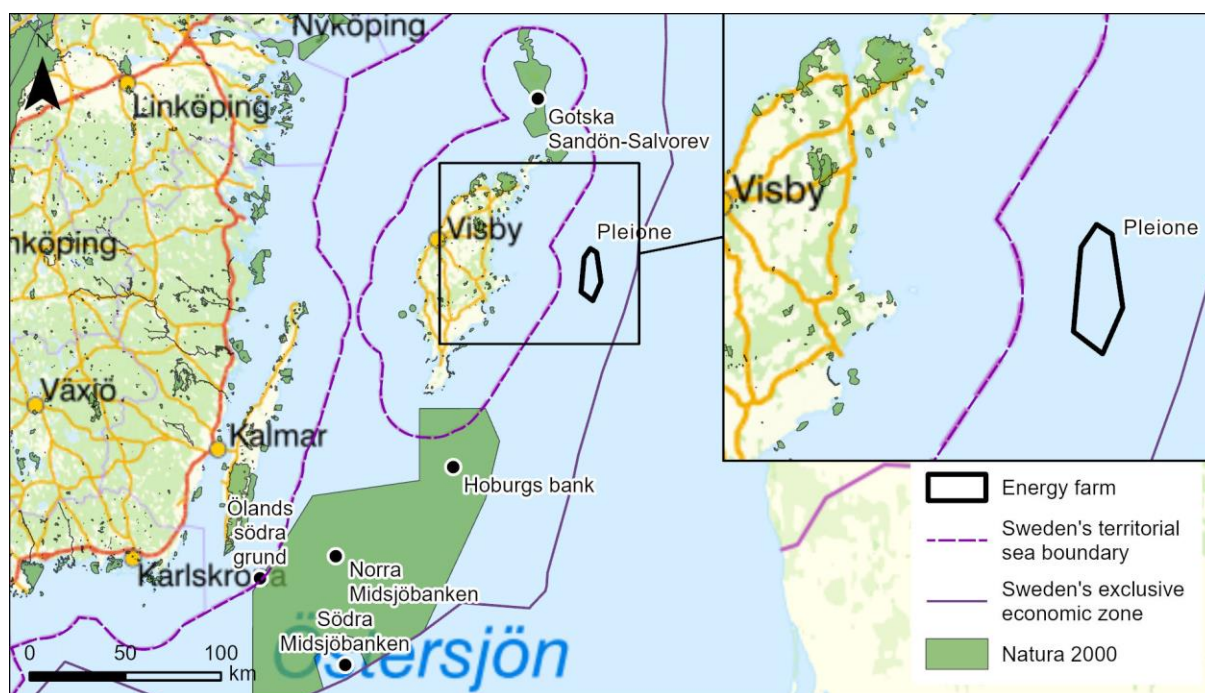 Nyköping
N
Linköping
Gotska
Sandön-Salvorev
Visby
Pleione
nköping
Växjö
Kalmar
Hoburgs bank
Ölands
södra
grund
Karlskrona
Norra
Midsjöbanken
Södra
Midsjöbanken
Östersjön
0 50 100
km
Visby
Pleione
Energy farm
Sweden's territorial
sea boundary
Sweden's exclusive
economic zone
Natura 2000